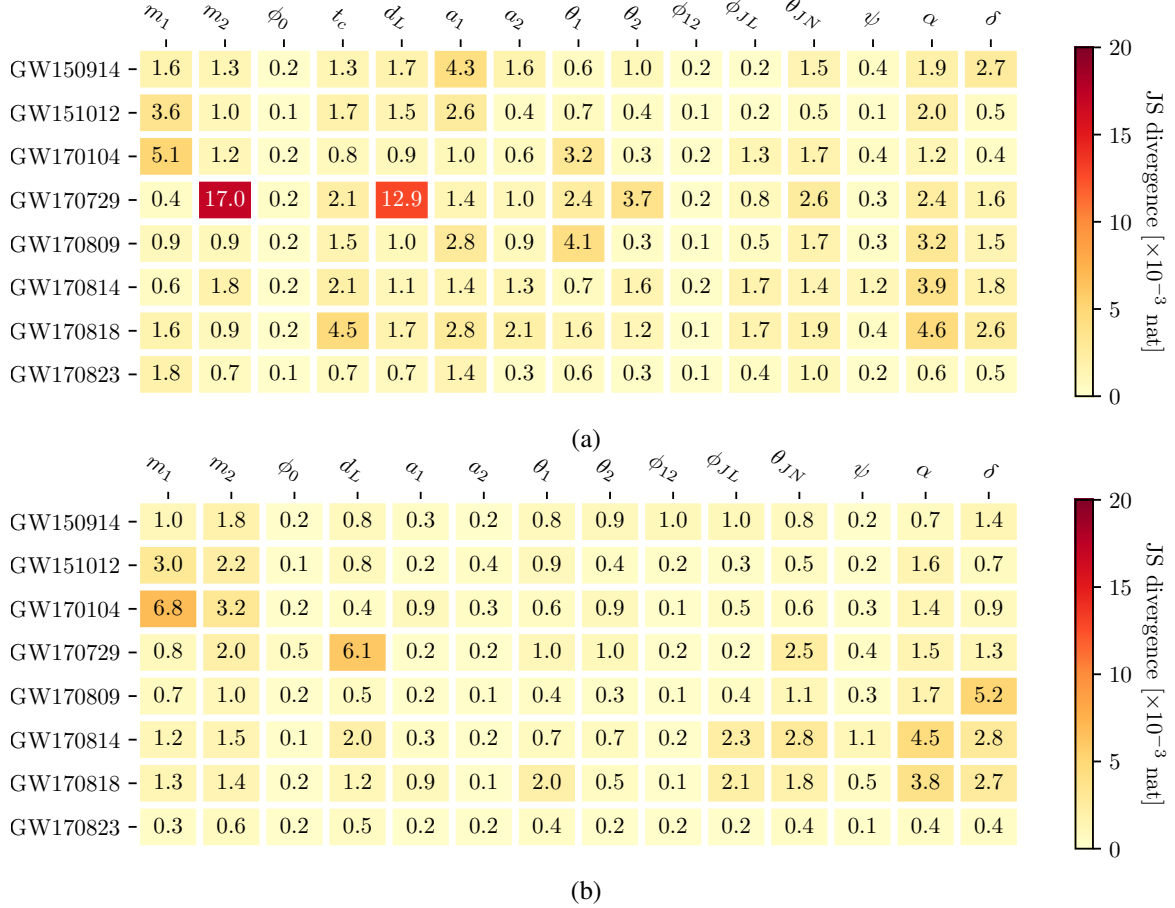 m₁ m₂ ϕ₀ t_c d_L a₁ a₂ θ₁ θ₂ ϕ₁₂ ϕ_JL θ_JN ψ α δ
GW150914 1.6 1.3 0.2 1.3 1.7 4.3 1.6 0.6 1.0 0.2 0.2 1.5 0.4 1.9 2.7
GW151012 3.6 1.0 0.1 1.7 1.5 2.6 0.4 0.7 0.4 0.1 0.2 0.5 0.1 2.0 0.5
GW170104 5.1 1.2 0.2 0.8 0.9 1.0 0.6 3.2 0.3 0.2 1.3 1.7 0.4 1.2 0.4
GW170729 0.4 17.0 0.2 2.1 12.9 1.4 1.0 2.4 3.7 0.2 0.8 2.6 0.3 2.4 1.6
GW170809 0.9 0.9 0.2 1.5 1.0 2.8 0.9 4.1 0.3 0.1 0.5 1.7 0.3 3.2 1.5
GW170814 0.6 1.8 0.2 2.1 1.1 1.4 1.3 0.7 1.6 0.2 1.7 1.4 1.2 3.9 1.8
GW170818 1.6 0.9 0.2 4.5 1.7 2.8 2.1 1.6 1.2 0.1 1.7 1.9 0.4 4.6 2.6
GW170823 1.8 0.7 0.1 0.7 0.7 1.4 0.3 0.6 0.3 0.1 0.4 1.0 0.2 0.6 0.5
20
15
10
5
0
JS divergence [×10⁻³ nat]
(a)
m₁ m₂ ϕ₀ d_L a₁ a₂ θ₁ θ₂ ϕ₁₂ ϕ_JL θ_JN ψ α δ
GW150914 1.0 1.8 0.2 0.8 0.3 0.2 0.8 0.9 1.0 1.0 0.8 0.2 0.7 1.4
GW151012 3.0 2.2 0.1 0.8 0.2 0.4 0.9 0.4 0.2 0.3 0.5 0.2 1.6 0.7
GW170104 6.8 3.2 0.2 0.4 0.9 0.3 0.6 0.9 0.1 0.5 0.6 0.3 1.4 0.9
GW170729 0.8 2.0 0.5 6.1 0.2 0.2 1.0 1.0 0.2 0.2 2.5 0.4 1.5 1.3
GW170809 0.7 1.0 0.2 0.5 0.2 0.1 0.4 0.3 0.1 0.4 1.1 0.3 1.7 5.2
GW170814 1.2 1.5 0.1 2.0 0.3 0.2 0.7 0.7 0.2 2.3 2.8 1.1 4.5 2.8
GW170818 1.3 1.4 0.2 1.2 0.9 0.1 2.0 0.5 0.1 2.1 1.8 0.5 3.8 2.7
GW170823 0.3 0.6 0.2 0.5 0.2 0.2 0.4 0.2 0.2 0.2 0.4 0.1 0.4 0.4
20
15
10
5
0
JS divergence [×10⁻³ nat]
(b)